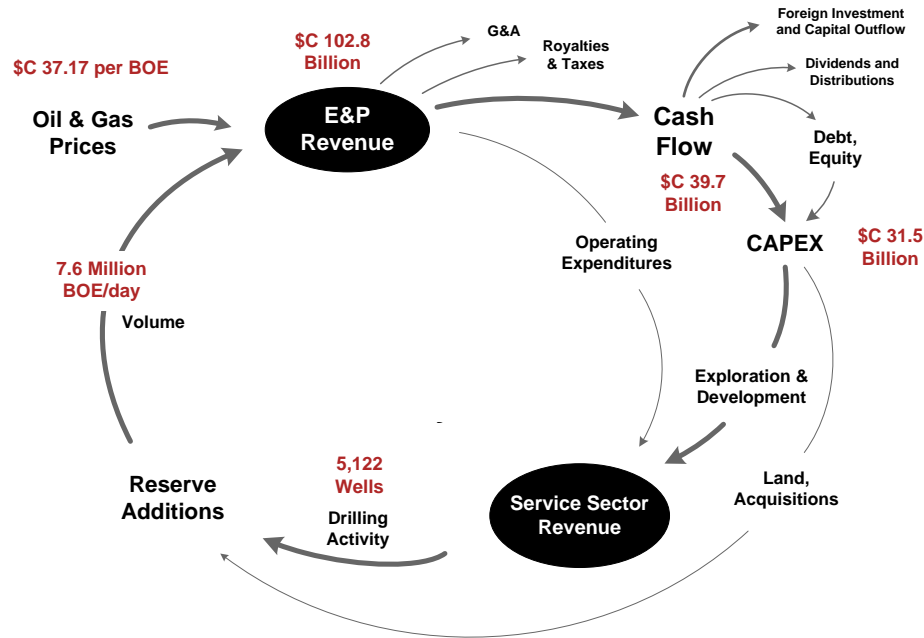 Foreign Investment
and Capital Outflow
G&A
$C 102.8
Billion
Royalties
& Taxes
$C 37.17 per BOE
Dividends and
Distributions
Oil & Gas
Prices
E&P
Revenue
Cash
Flow
Debt,
Equity
$C 39.7
Billion
CAPEX
$C 31.5
Billion
Operating
Expenditures
7.6 Million
BOE/day
Volume
Exploration &
Development
5,122
Wells
Reserve
Additions
Drilling
Activity
Service Sector
Revenue
Land,
Acquisitions